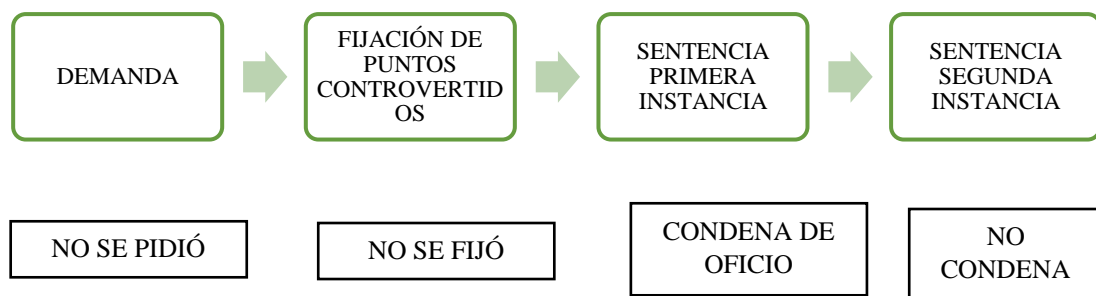 DEMANDA
FIJACIÓN DE
PUNTOS
CONTROVERTID
OS
SENTENCIA
PRIMERA
INSTANCIA
SENTENCIA
SEGUNDA
INSTANCIA
NO SE PIDIÓ
NO SE FIJÓ
CONDENA DE
OFICIO
NO
CONDENA